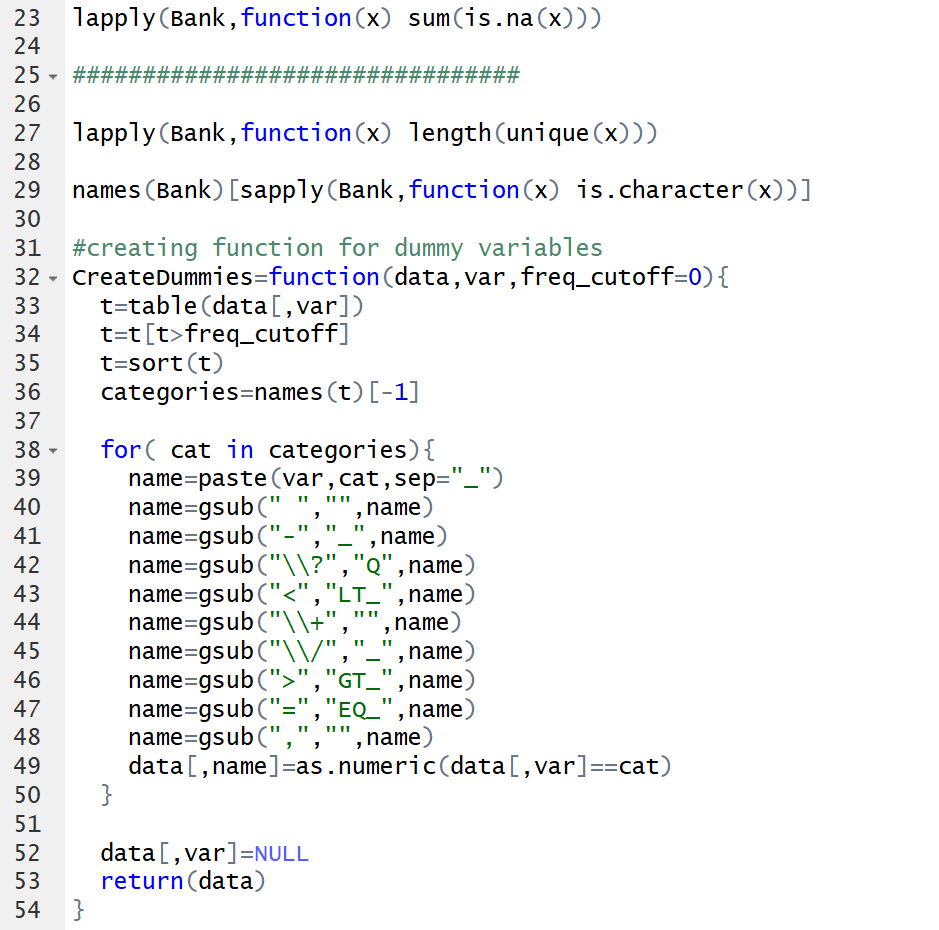 23 lapply(Bank,function(x) sum(is.na(x)))
24
25 ################################
26
27 lapply(Bank,function(x) length(unique(x)))
28
29 names(Bank)[sapply(Bank,function(x) is.character(x))]
30
31 #creating function for dummy variables
32 CreateDummies=function(data,var,freq_cutoff=0){
33   t=table(data[,var])
34   t=t[t>freq_cutoff]
35   t=sort(t)
36   categories=names(t)[-1]
37
38   for( cat in categories){
39     name=paste(var,cat,sep="_")
40     name=gsub(" ","",name)
41     name=gsub("-","_",name)
42     name=gsub("\\?","Q",name)
43     name=gsub("<","LT_",name)
44     name=gsub("\\+","",name)
45     name=gsub("\\/","_",name)
46     name=gsub(">","GT_",name)
47     name=gsub("=","EQ_",name)
48     name=gsub(",","",name)
49     data[,name]=as.numeric(data[,var]==cat)
50   }
51
52   data[,var]=NULL
53   return(data)
54 }